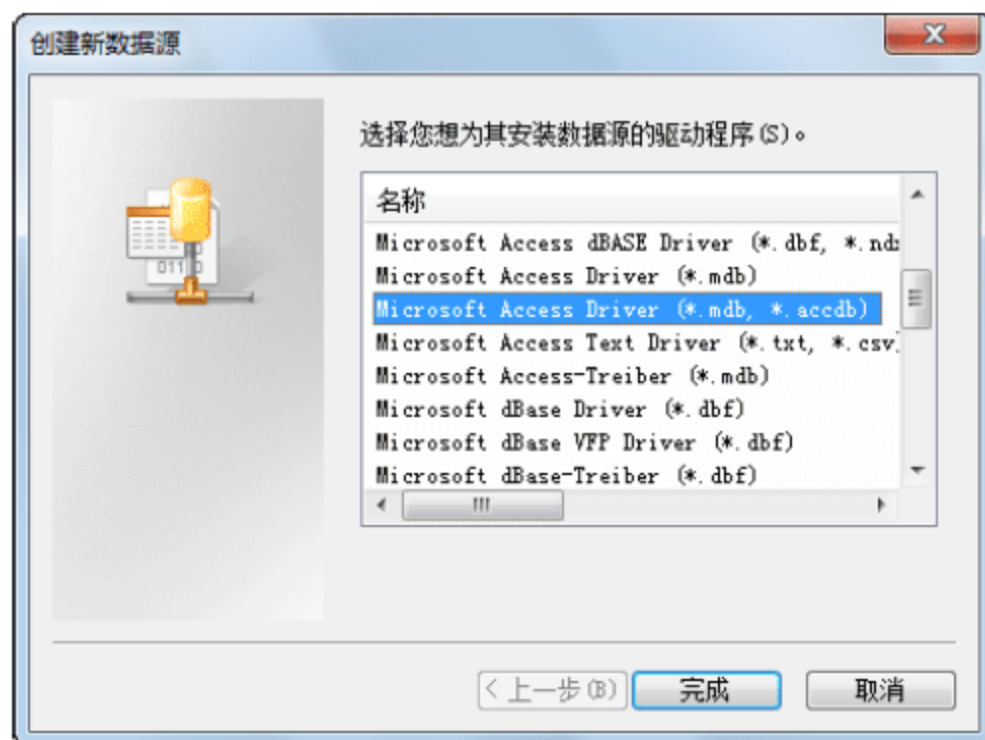 创建新数据源
选择您想为其安装数据源的驱动程序(S)。
名称
Microsoft Access dBASE Driver (*.dbf, *.nd
Microsoft Access Driver (*.mdb)
Microsoft Access Driver (*.mdb, *.accdb)
Microsoft Access Text Driver (*.txt, *.csv
Microsoft Access-Treiber (*.mdb)
Microsoft dBase Driver (*.dbf)
Microsoft dBase VFP Driver (*.dbf)
Microsoft dBase-Treiber (*.dbf)
< 上一步(B)
完成
取消